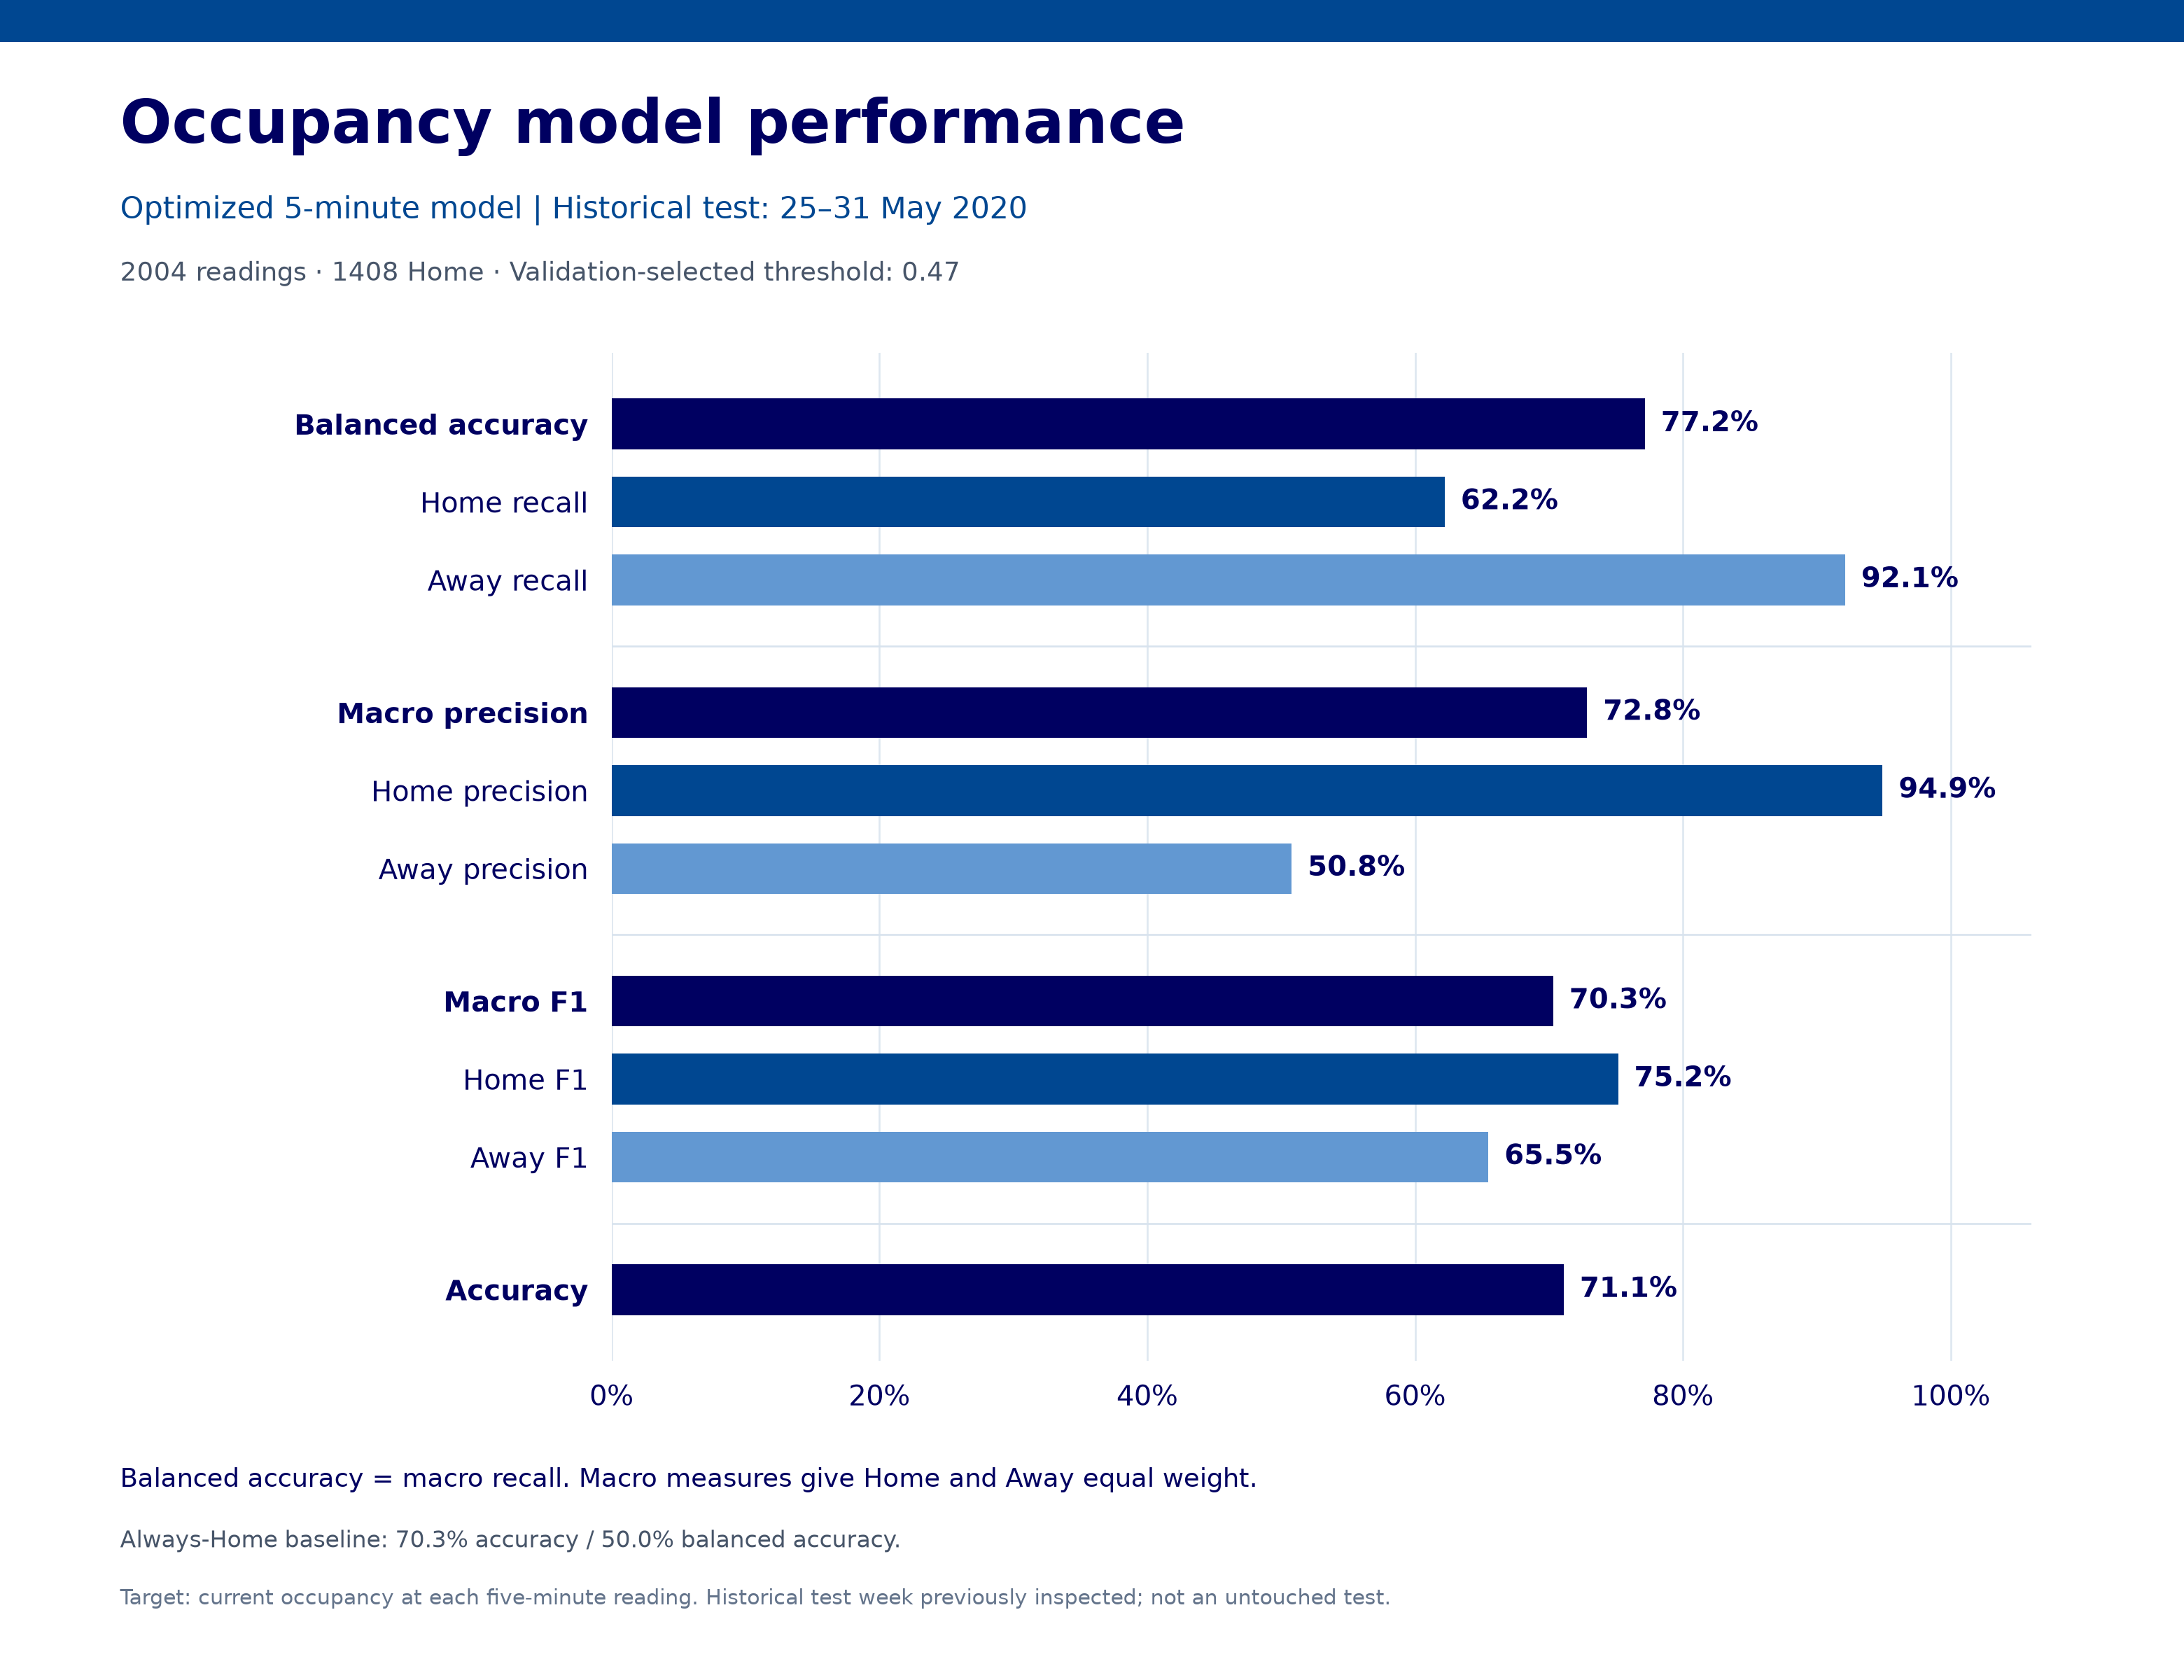 Occupancy model performance
Optimized 5-minute model | Historical test: 25–31 May 2020
2004 readings · 1408 Home · Validation-selected threshold: 0.47
Balanced accuracy 77.2%
Home recall 62.2%
Away recall 92.1%
Macro precision 72.8%
Home precision 94.9%
Away precision 50.8%
Macro F1 70.3%
Home F1 75.2%
Away F1 65.5%
Accuracy 71.1%
0% 20% 40% 60% 80% 100%
Balanced accuracy = macro recall. Macro measures give Home and Away equal weight.
Always-Home baseline: 70.3% accuracy / 50.0% balanced accuracy.
Target: current occupancy at each five-minute reading. Historical test week previously inspected; not an untouched test.